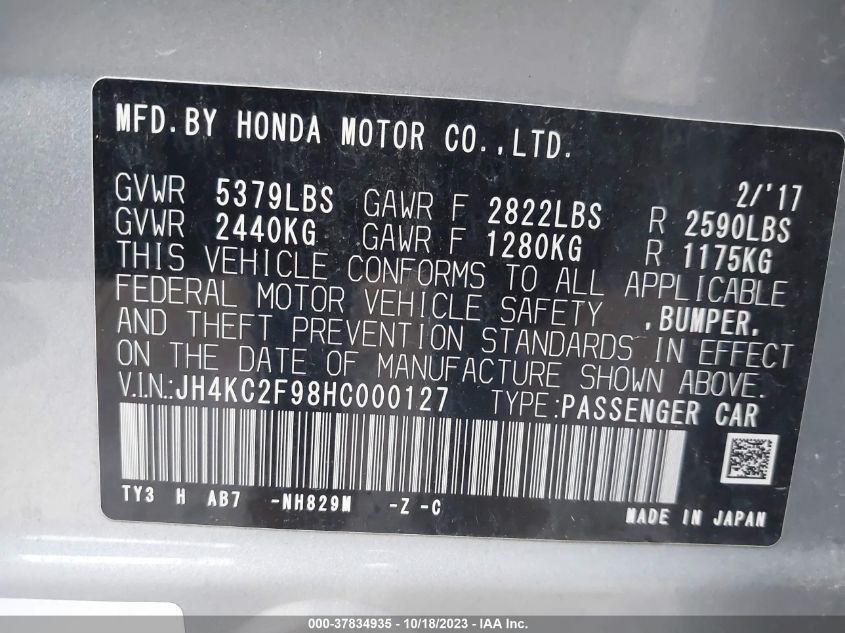 MFD.BY HONDA MOTOR CO.,LTD.
2/'17
GVWR 5379LBS GAWR F 2822LBS R 2590LBS
GVWR 2440KG GAWR F 1280KG R 1175KG
THIS VEHICLE CONFORMS TO ALL APPLICABLE
FEDERAL MOTOR VEHICLE SAFETY ,BUMPER,
AND THEFT PREVENTION STANDARDS IN EFFECT
ON THE DATE OF MANUFACTURE SHOWN ABOVE.
V.I.N.:JH4KC2F98HC000127 TYPE:PASSENGER CAR
TY3 H AB7 -NH829M -Z -C
MADE IN JAPAN
000-37834935 - 10/18/2023 - IAA Inc.